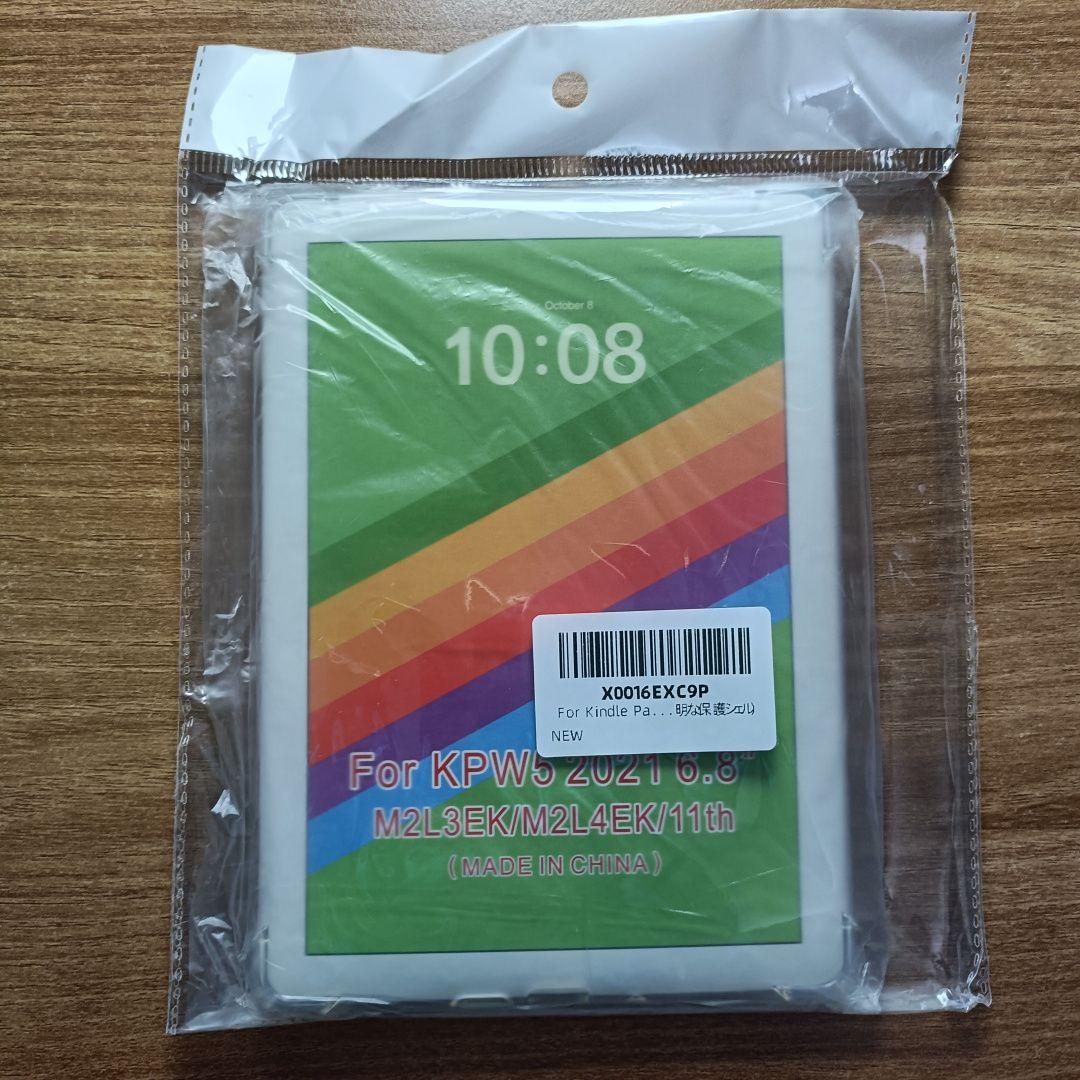 October 8
10:08
X0016EXC9P
For Kindle Pa...明な保護シェル)
NEW
For KPW5 2021 6.8"
M2L3EK/M2L4EK/11th
(MADE IN CHINA)